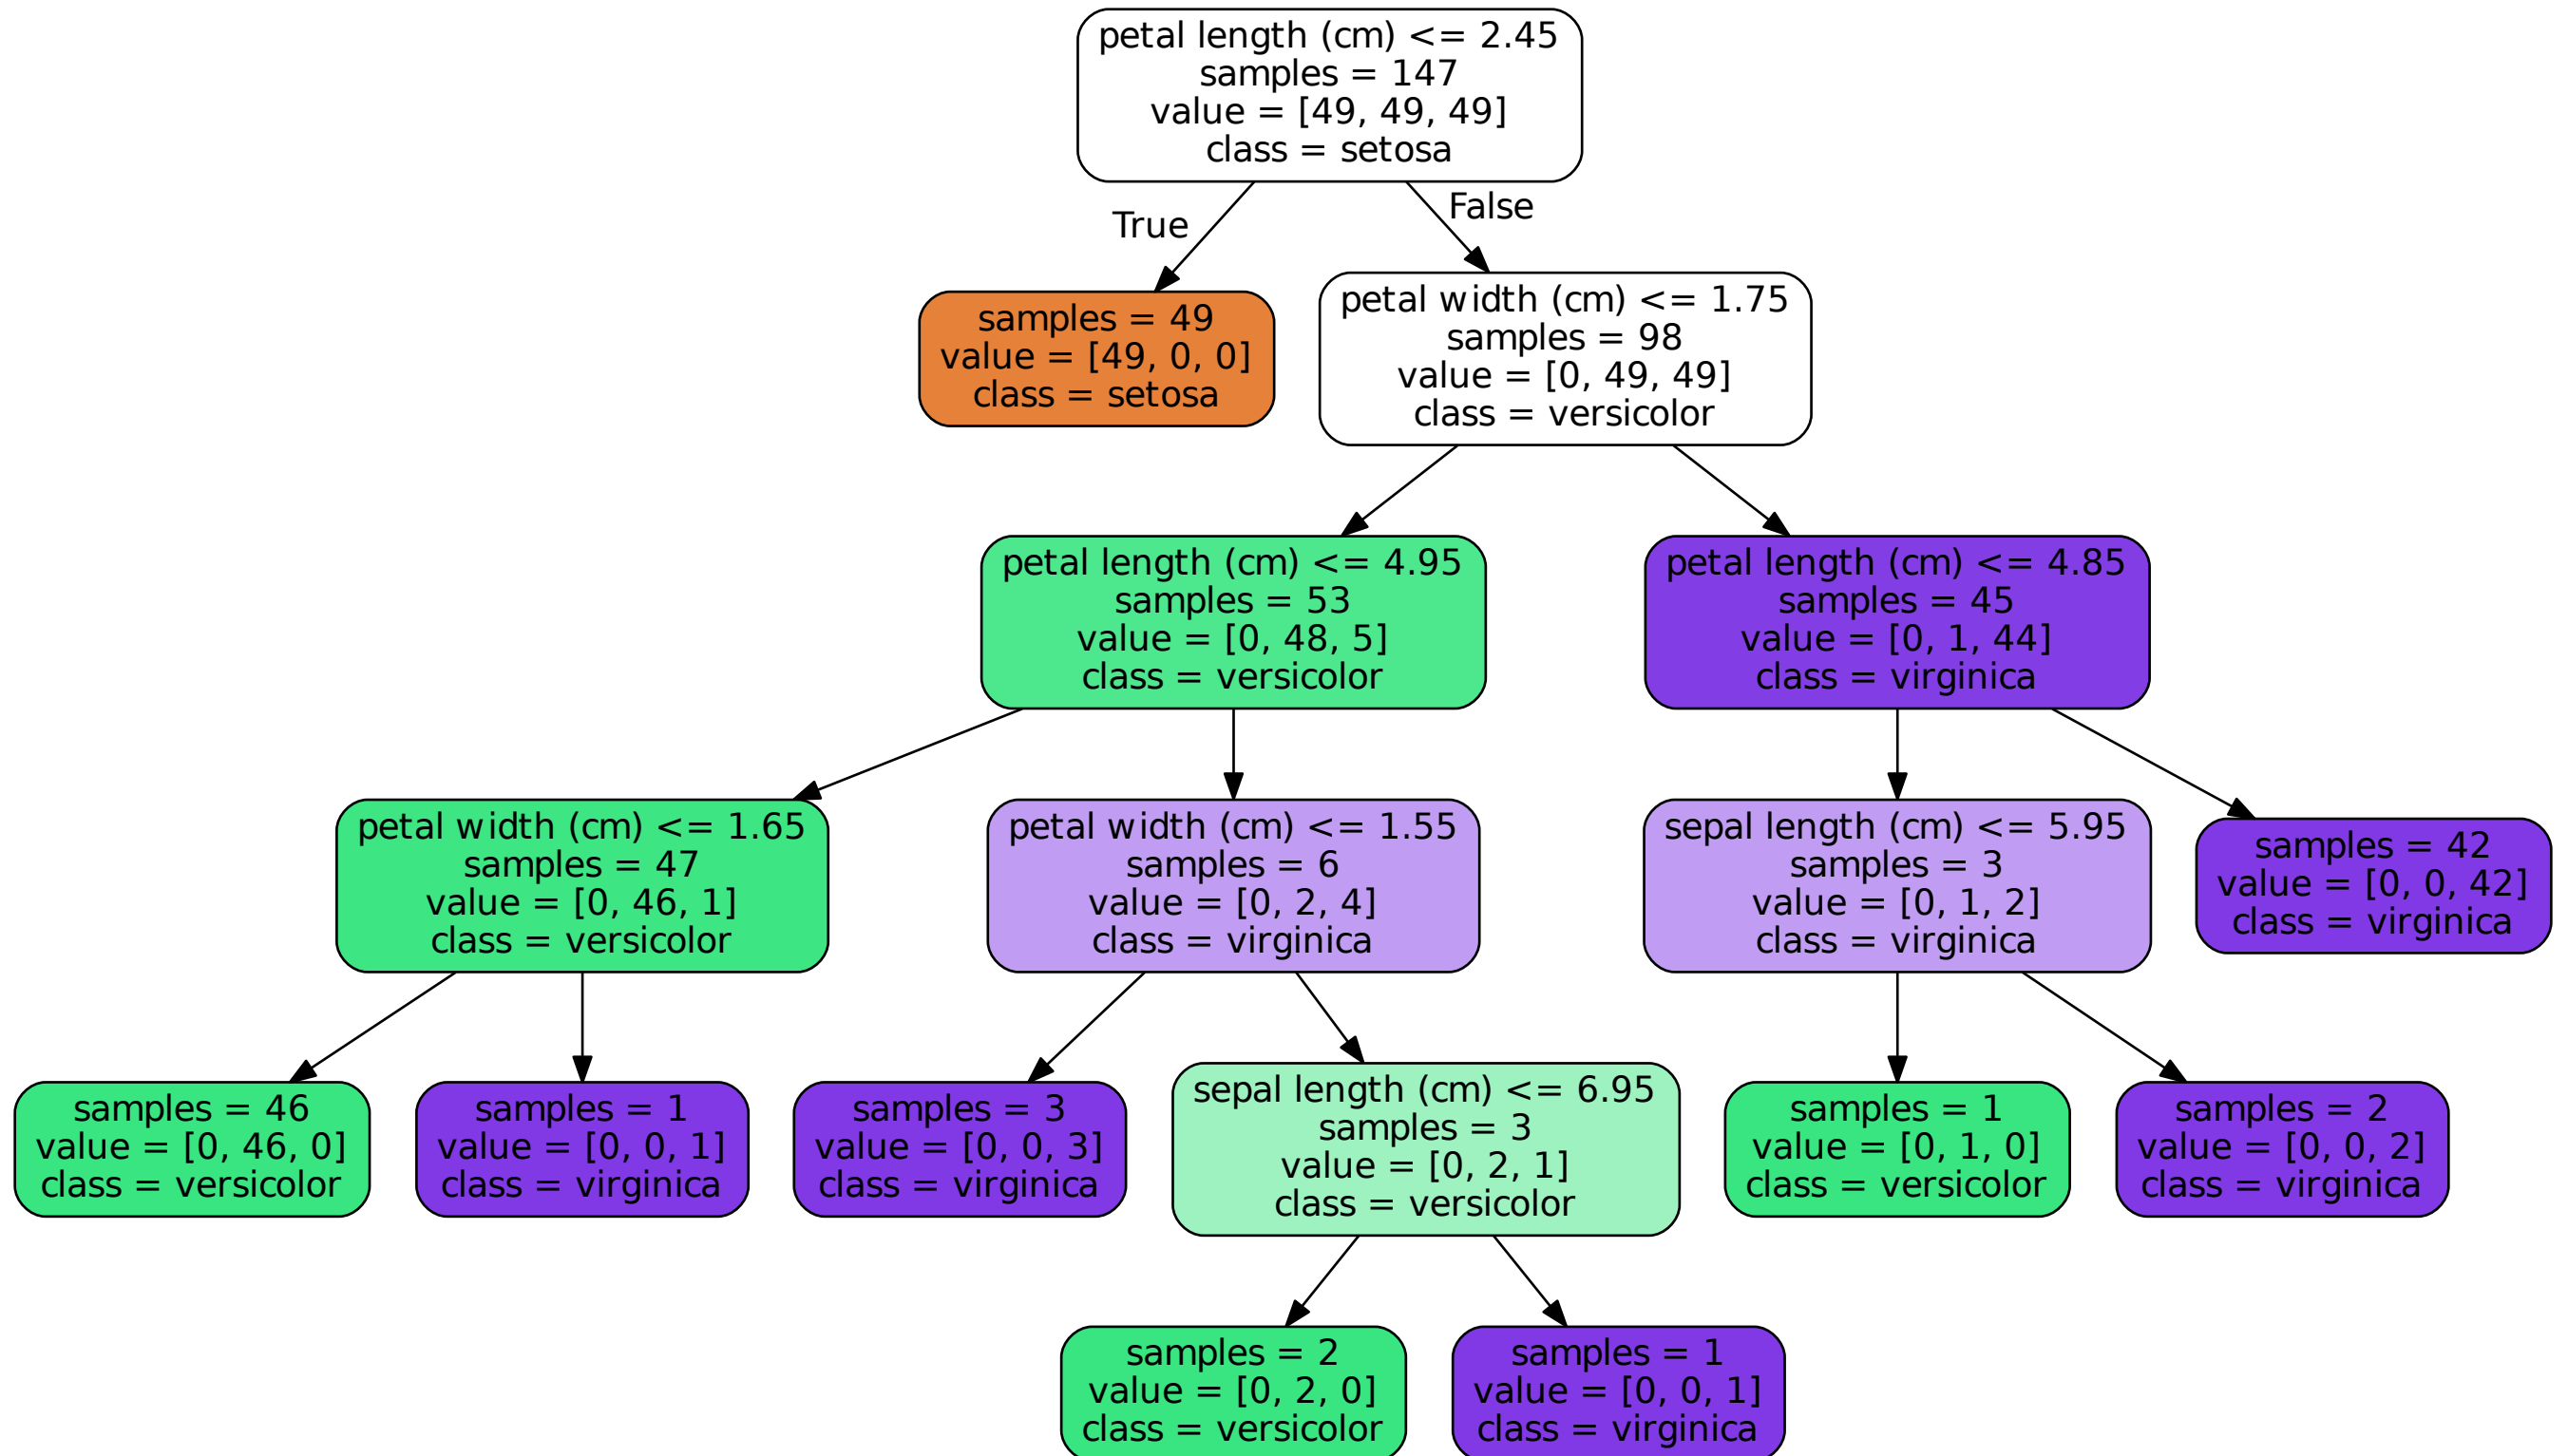 petal length (cm) <= 2.45
samples = 147
value = [49, 49, 49]
class = setosa
True
False
samples = 49
value = [49, 0, 0]
class = setosa
petal width (cm) <= 1.75
samples = 98
value = [0, 49, 49]
class = versicolor
petal length (cm) <= 4.95
samples = 53
value = [0, 48, 5]
class = versicolor
petal length (cm) <= 4.85
samples = 45
value = [0, 1, 44]
class = virginica
petal width (cm) <= 1.65
samples = 47
value = [0, 46, 1]
class = versicolor
petal width (cm) <= 1.55
samples = 6
value = [0, 2, 4]
class = virginica
sepal length (cm) <= 5.95
samples = 3
value = [0, 1, 2]
class = virginica
samples = 42
value = [0, 0, 42]
class = virginica
samples = 46
value = [0, 46, 0]
class = versicolor
samples = 1
value = [0, 0, 1]
class = virginica
samples = 3
value = [0, 0, 3]
class = virginica
sepal length (cm) <= 6.95
samples = 3
value = [0, 2, 1]
class = versicolor
samples = 1
value = [0, 1, 0]
class = versicolor
samples = 2
value = [0, 0, 2]
class = virginica
samples = 2
value = [0, 2, 0]
class = versicolor
samples = 1
value = [0, 0, 1]
class = virginica